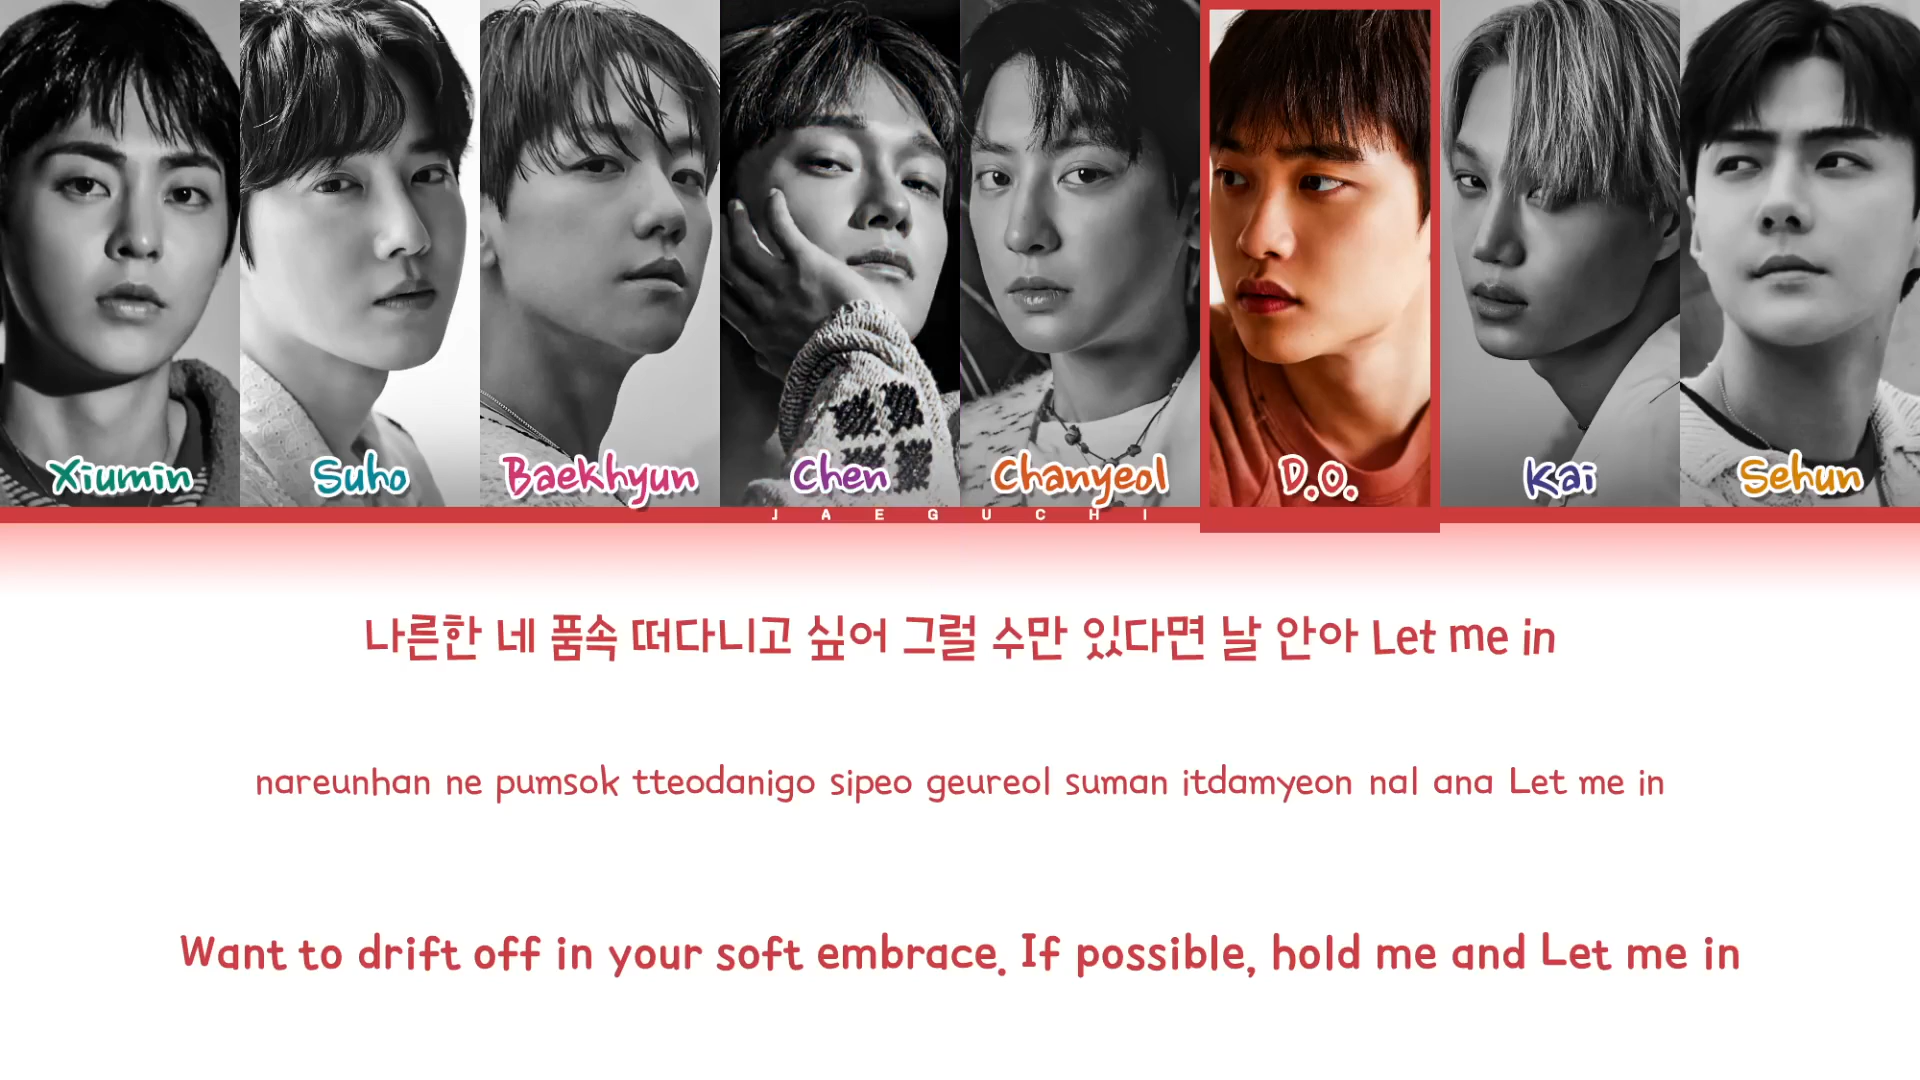 Xiumin Suho Baekhyun Chen Chanyeol D.O. Kai Sehun
JAEGUCHI
나른한 네 품속 떠다니고 싶어 그럴 수만 있다면 날 안아 Let me in
nareunhan ne pumsok tteodanigo sipeo geureol suman itdamyeon nal ana Let me in
Want to drift off in your soft embrace. If possible, hold me and Let me in